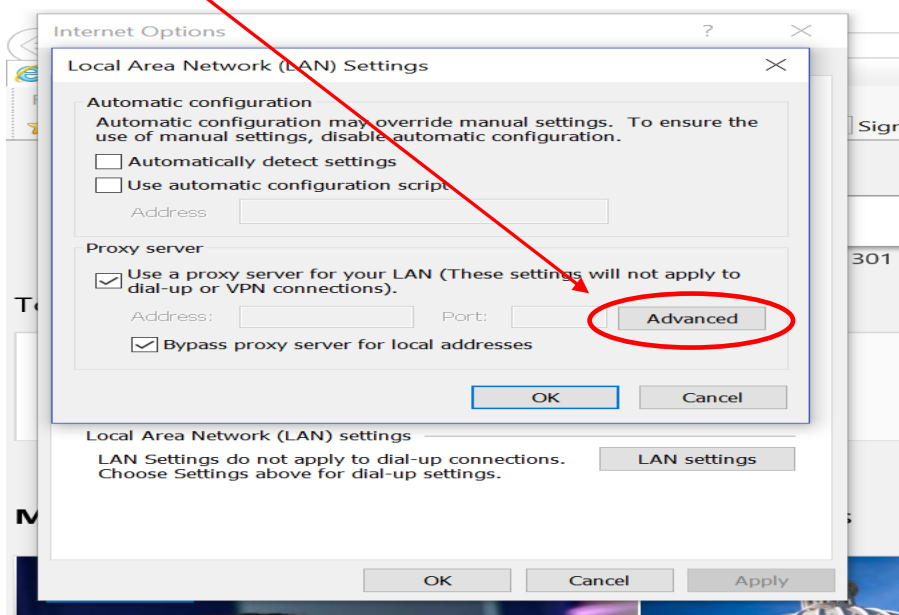 Internet Options
Local Area Network (LAN) Settings
Automatic configuration
Automatic configuration may override manual settings. To ensure the
use of manual settings, disable automatic configuration.
Automatically detect settings
Use automatic configuration script
Address
Proxy server
Use a proxy server for your LAN (These settings will not apply to
dial-up or VPN connections).
Address:
Port:
Advanced
Bypass proxy server for local addresses
OK
Cancel
Local Area Network (LAN) settings
LAN Settings do not apply to dial-up connections.
Choose Settings above for dial-up settings.
LAN settings
OK
Cancel
Apply
301